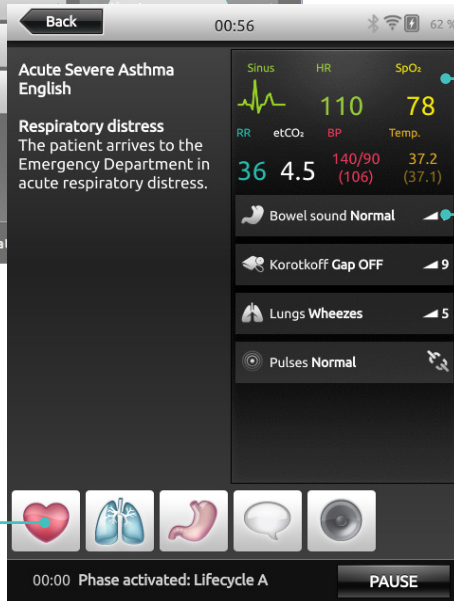 Back
00:56
62 %
Acute Severe Asthma
English
Respiratory distress
The patient arrives to the
Emergency Department in
acute respiratory distress.
Sinus HR SpO₂
110 78
RR etCO₂ BP Temp.
36 4.5 140/90 37.2
(106) (37.1)
Bowel sound Normal
Korotkoff Gap OFF 9
Lungs Wheezes 5
Pulses Normal
00:00 Phase activated: Lifecycle A PAUSE